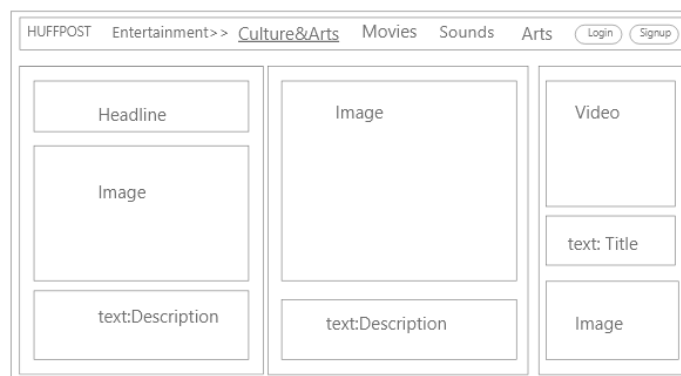 HUFFPOST Entertainment>> Culture&Arts Movies Sounds Arts Login Signup
Headline
Image
text:Description
Image
text:Description
Video
text: Title
Image